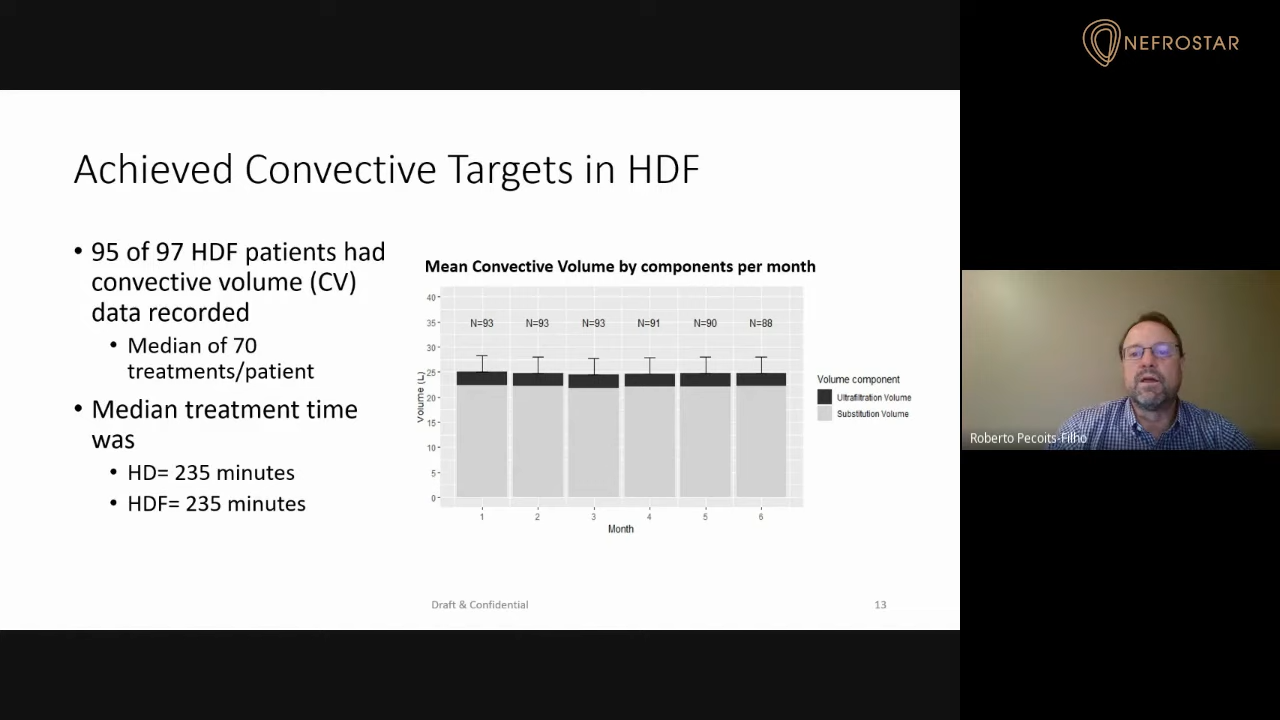 NEFROSTAR
Achieved Convective Targets in HDF
• 95 of 97 HDF patients had
convective volume (CV)
data recorded
• Median of 70
treatments/patient
• Median treatment time
was
• HD= 235 minutes
• HDF= 235 minutes
Mean Convective Volume by components per month
40
35
30
25
20
15
10
5
0
Volume (L)
N=93 N=93 N=93 N=91 N=90 N=88
1 2 3 4 5 6
Month
Volume component
Ultrafiltration Volume
Substitution Volume
Draft & Confidential
13
Roberto Pecoits-Filho